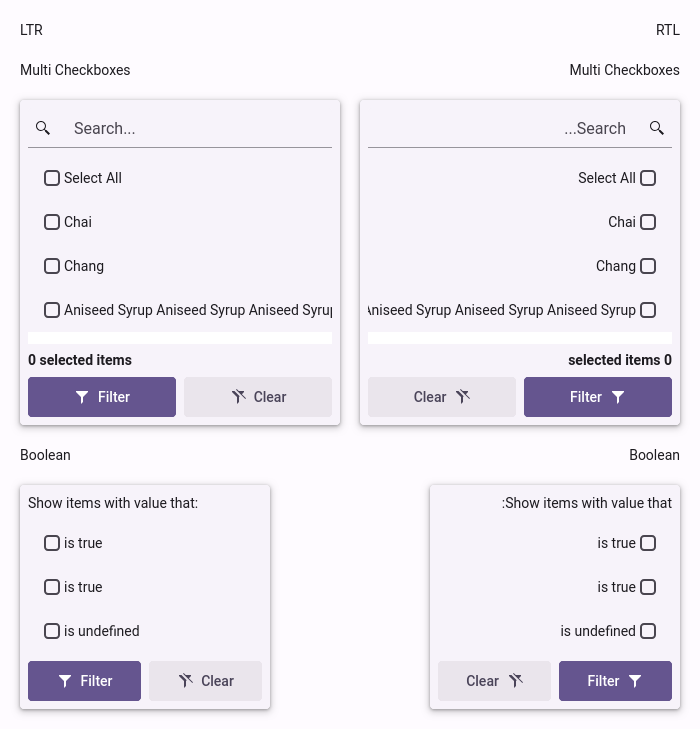 LTR
Multi Checkboxes
Search...
Select All
Chai
Chang
Aniseed Syrup Aniseed Syrup Aniseed Syrup
0 selected items
Filter Clear
Boolean
Show items with value that:
is true
is true
is undefined
Filter Clear
RTL
Multi Checkboxes
...Search
Select All
Chai
Chang
Aniseed Syrup Aniseed Syrup Aniseed Syrup
selected items 0
Clear Filter
Boolean
:Show items with value that
is true
is true
is undefined
Clear Filter